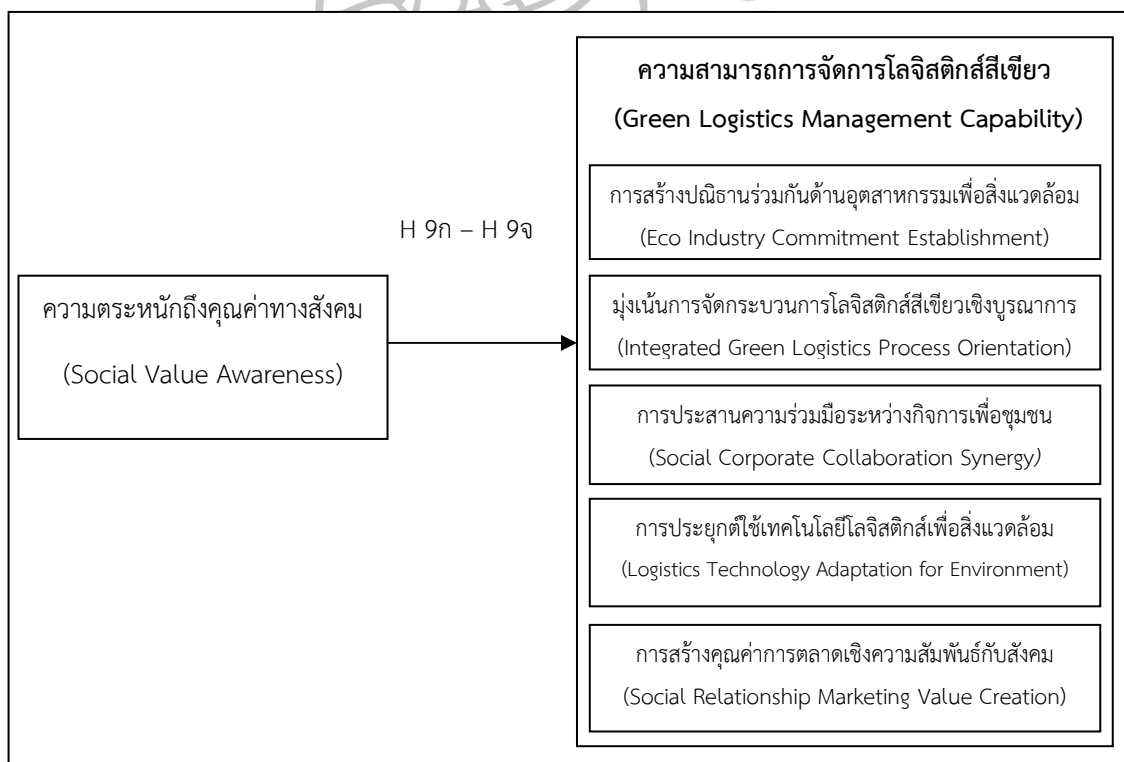 ความสามารถการจัดการโลจิสติกส์สีเขียว
(Green Logistics Management Capability)
การสร้างปณิธานร่วมกันด้านอุตสาหกรรมเพื่อสิ่งแวดล้อม
(Eco Industry Commitment Establishment)
H 9ก – H 9จ
ความตระหนักถึงคุณค่าทางสังคม
(Social Value Awareness)
มุ่งเน้นการจัดกระบวนการโลจิสติกส์สีเขียวเชิงบูรณาการ
(Integrated Green Logistics Process Orientation)
การประสานความร่วมมือระหว่างกิจการเพื่อชุมชน
(Social Corporate Collaboration Synergy)
การประยุกต์ใช้เทคโนโลยีโลจิสติกส์เพื่อสิ่งแวดล้อม
(Logistics Technology Adaptation for Environment)
การสร้างคุณค่าการตลาดเชิงความสัมพันธ์กับสังคม
(Social Relationship Marketing Value Creation)